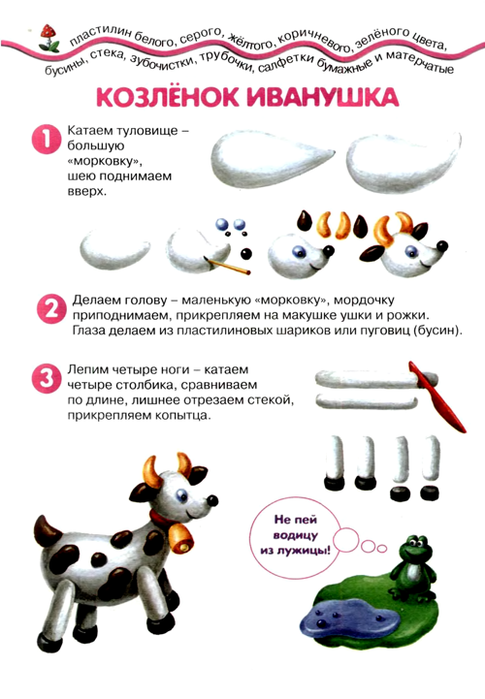 пластилин белого, серого, жёлтого, коричневого, зелёного цвета,
бусины, стека, зубочистки, трубочки, салфетки бумажные и матерчатые
КОЗЛЁНОК ИВАНУШКА
1 Катаем туловище –
большую
«морковку»,
шею поднимаем
вверх.
2 Делаем голову – маленькую «морковку», мордочку
приподнимаем, прикрепляем на макушке ушки и рожки.
Глаза делаем из пластилиновых шариков или пуговиц (бусин).
3 Лепим четыре ноги – катаем
четыре столбика, сравниваем
по длине, лишнее отрезаем стекой,
прикрепляем копытца.
Не пей
водицу
из лужицы!